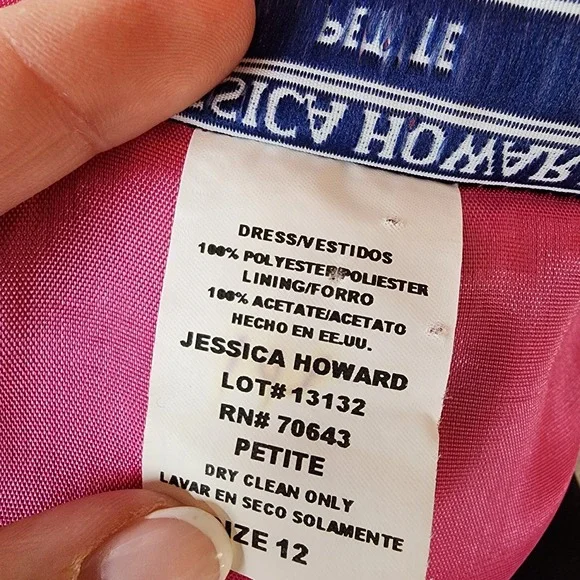 PETITE
JESSICA HOWARD
DRESS/VESTIDOS
100% POLYESTER/POLIESTER
LINING/FORRO
100% ACETATE/ACETATO
HECHO EN EE.UU.
JESSICA HOWARD
LOT# 13132
RN# 70643
PETITE
DRY CLEAN ONLY
LAVAR EN SECO SOLAMENTE
SIZE 12